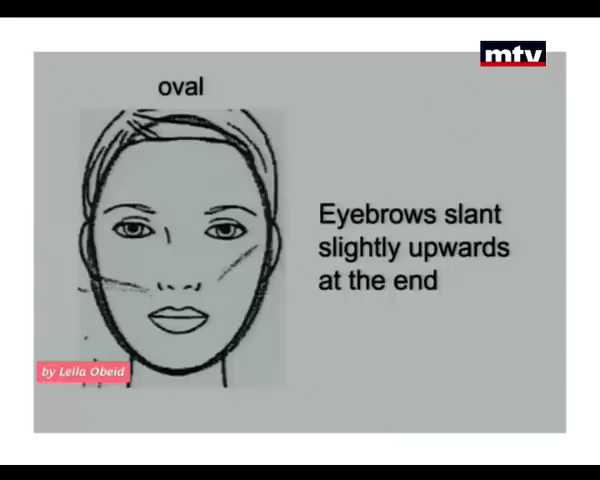 mtv
oval
Eyebrows slant
slightly upwards
at the end
by Leila Obeid